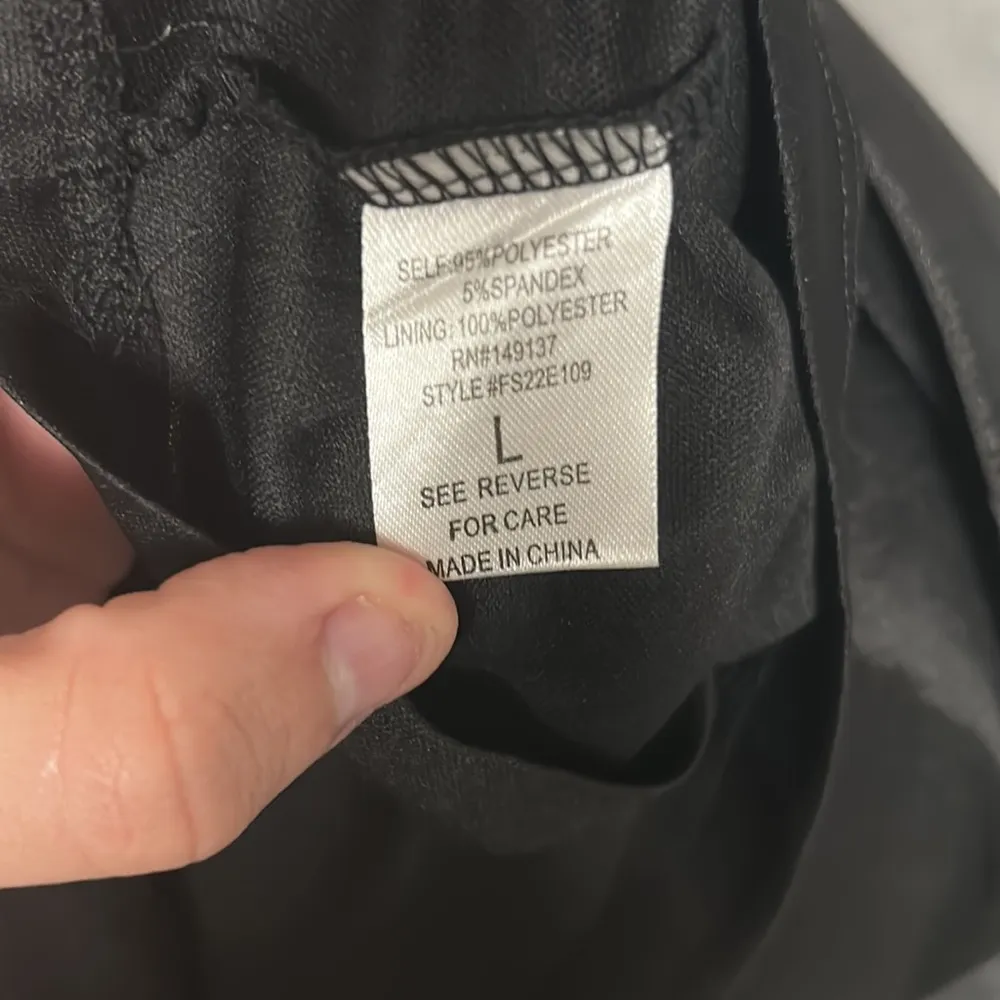 SELF:95%POLYESTER
5%SPANDEX
LINING:100%POLYESTER
RN#149137
STYLE#FS22E109
L
SEE REVERSE
FOR CARE
MADE IN CHINA